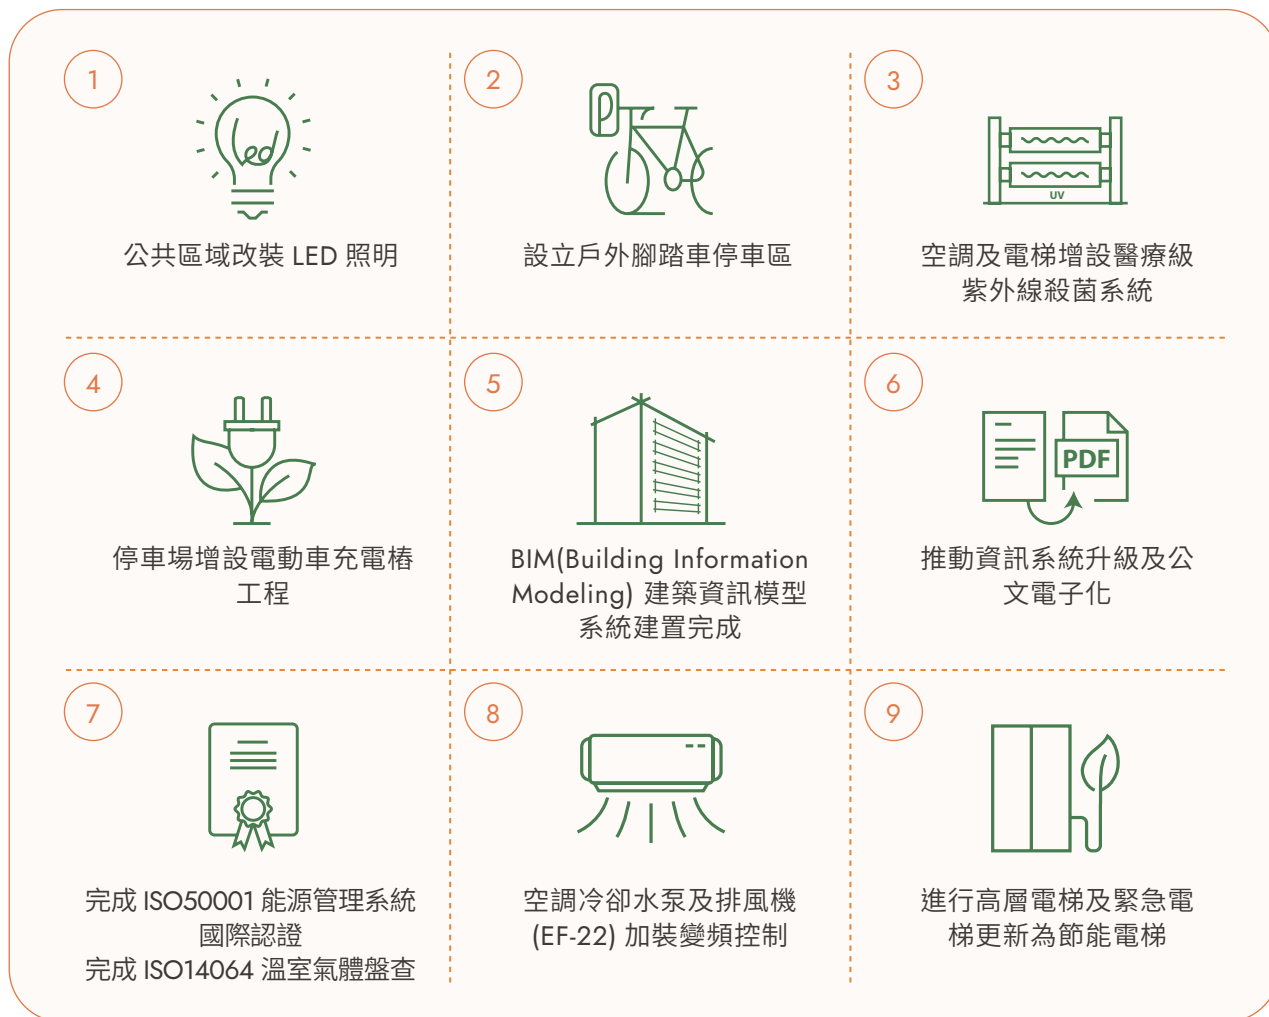 1
公共區域改裝 LED 照明
2
P
設立戶外腳踏車停車區
3
UV
空調及電梯增設醫療級
紫外線殺菌系統
4
停車場增設電動車充電樁
工程
5
BIM(Building Information
Modeling) 建築資訊模型
系統建置完成
6
PDF
推動資訊系統升級及公
文電子化
7
完成 ISO50001 能源管理系統
國際認證
完成 ISO14064 溫室氣體盤查
8
空調冷卻水泵及排風機
(EF-22) 加裝變頻控制
9
進行高層電梯及緊急電
梯更新為節能電梯